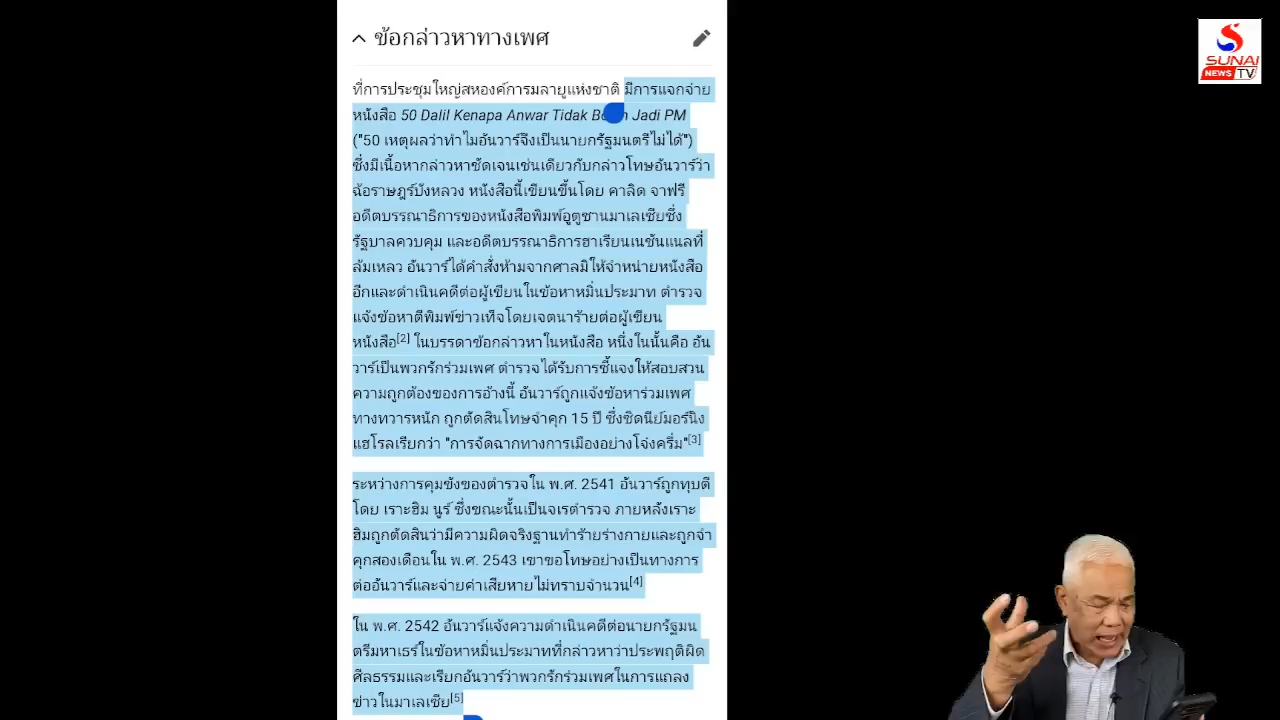 ข้อกล่าวหาทางเพศ
ที่การประชุมใหญ่สหองค์การมลายูแห่งชาติ มีการแจกจ่าย
หนังสือ 50 Dalil Kenapa Anwar Tidak Jadi PM
("50 เหตุผลว่าทำไมอันวาร์จึงเป็นนายกรัฐมนตรีไม่ได้")
ซึ่งมีเนื้อหากล่าวหาชัดเจนเช่นเดียวกับกล่าวโทษอันวาร์ว่า
ฉ้อราษฎร์บังหลวง หนังสือนี้เขียนขึ้นโดย คาลิด จาฟรี
อดีตบรรณาธิการของหนังสือพิมพ์อูตูซานมาเลเซียซึ่ง
รัฐบาลควบคุม และอดีตบรรณาธิการฮาเรียนเนชันแนลที่
ล้มเหลว อันวาร์ได้คำสั่งห้ามจากศาลมิให้จำหน่ายหนังสือ
อีกและดำเนินคดีต่อผู้เขียนในข้อหาหมิ่นประมาท ตำรวจ
แจ้งข้อหาตีพิมพ์ข่าวเท็จโดยเจตนาร้ายต่อผู้เขียน
หนังสือ[2] ในบรรดาข้อกล่าวหาในหนังสือ หนึ่งในนั้นคือ อัน
วาร์เป็นพวกรักร่วมเพศ ตำรวจได้รับการชี้แจงให้สอบสวน
ความถูกต้องของการอ้างนี้ อันวาร์ถูกแจ้งข้อหาร่วมเพศ
ทางทวารหนัก ถูกตัดสินโทษจำคุก 15 ปี ซึ่งซิดนีย์มอร์นิง
แฮโรลเรียกว่า "การจัดฉากทางการเมืองอย่างโจ่งครึ่ม"[3]
ระหว่างการคุมขังของตำรวจใน พ.ศ. 2541 อันวาร์ถูกทุบตี
โดย เราะฮิม นูร์ ซึ่งขณะนั้นเป็นจเรตำรวจ ภายหลังเราะ
ฮิมถูกตัดสินว่ามีความผิดจริงฐานทำร้ายร่างกายและถูกจำ
คุกสองเดือนใน พ.ศ. 2543 เขาขอโทษอย่างเป็นทางการ
ต่ออันวาร์และจ่ายค่าเสียหายไม่ทราบจำนวน[4]
ใน พ.ศ. 2542 อันวาร์แจ้งความดำเนินคดีต่อนายกรัฐมน
ตรีมหาเธร์ในข้อหาหมิ่นประมาทที่กล่าวหาว่าประพฤติผิด
ศีลธรรมและเรียกอันวาร์ว่าพวกรักร่วมเพศในการแถลง
ข่าวในมาเลเซีย[5]
SUNAI
NEWS TV